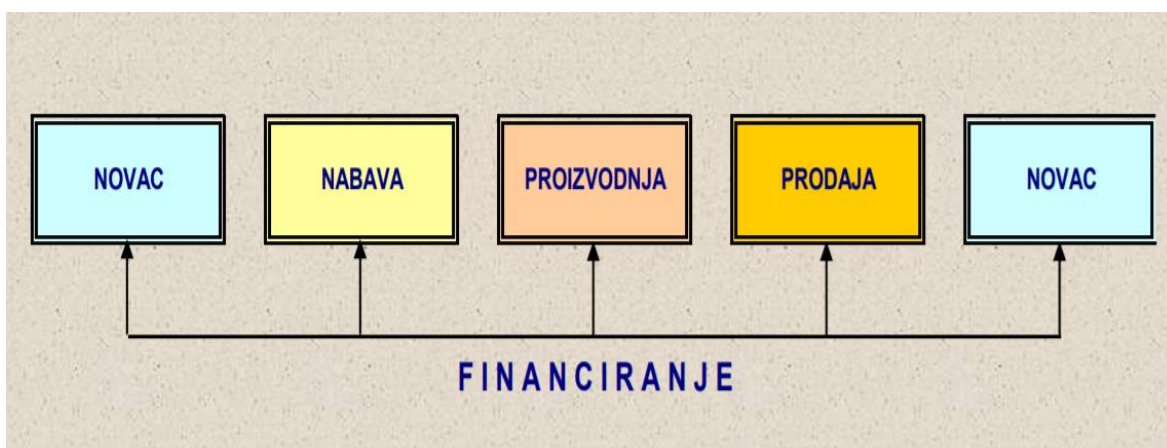 NOVAC
NABAVA
PROIZVODNJA
PRODAJA
NOVAC
FINANCIRANJE